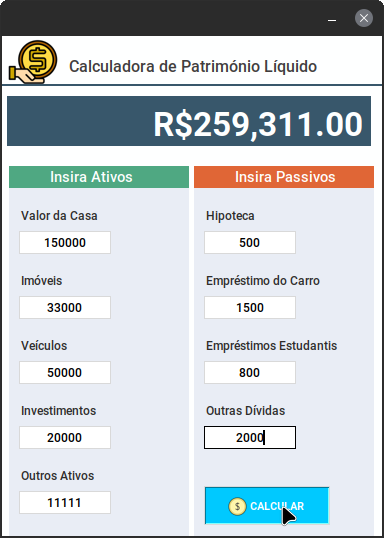 Calculadora de Património Líquido
R$259,311.00
Insira Ativos
Insira Passivos
Valor da Casa
Hipoteca
150000
500
Imóveis
Empréstimo do Carro
33000
1500
Veículos
Empréstimos Estudantis
50000
800
Investimentos
Outras Dívidas
20000
2000
Outros Ativos
11111
$ CALCULAR